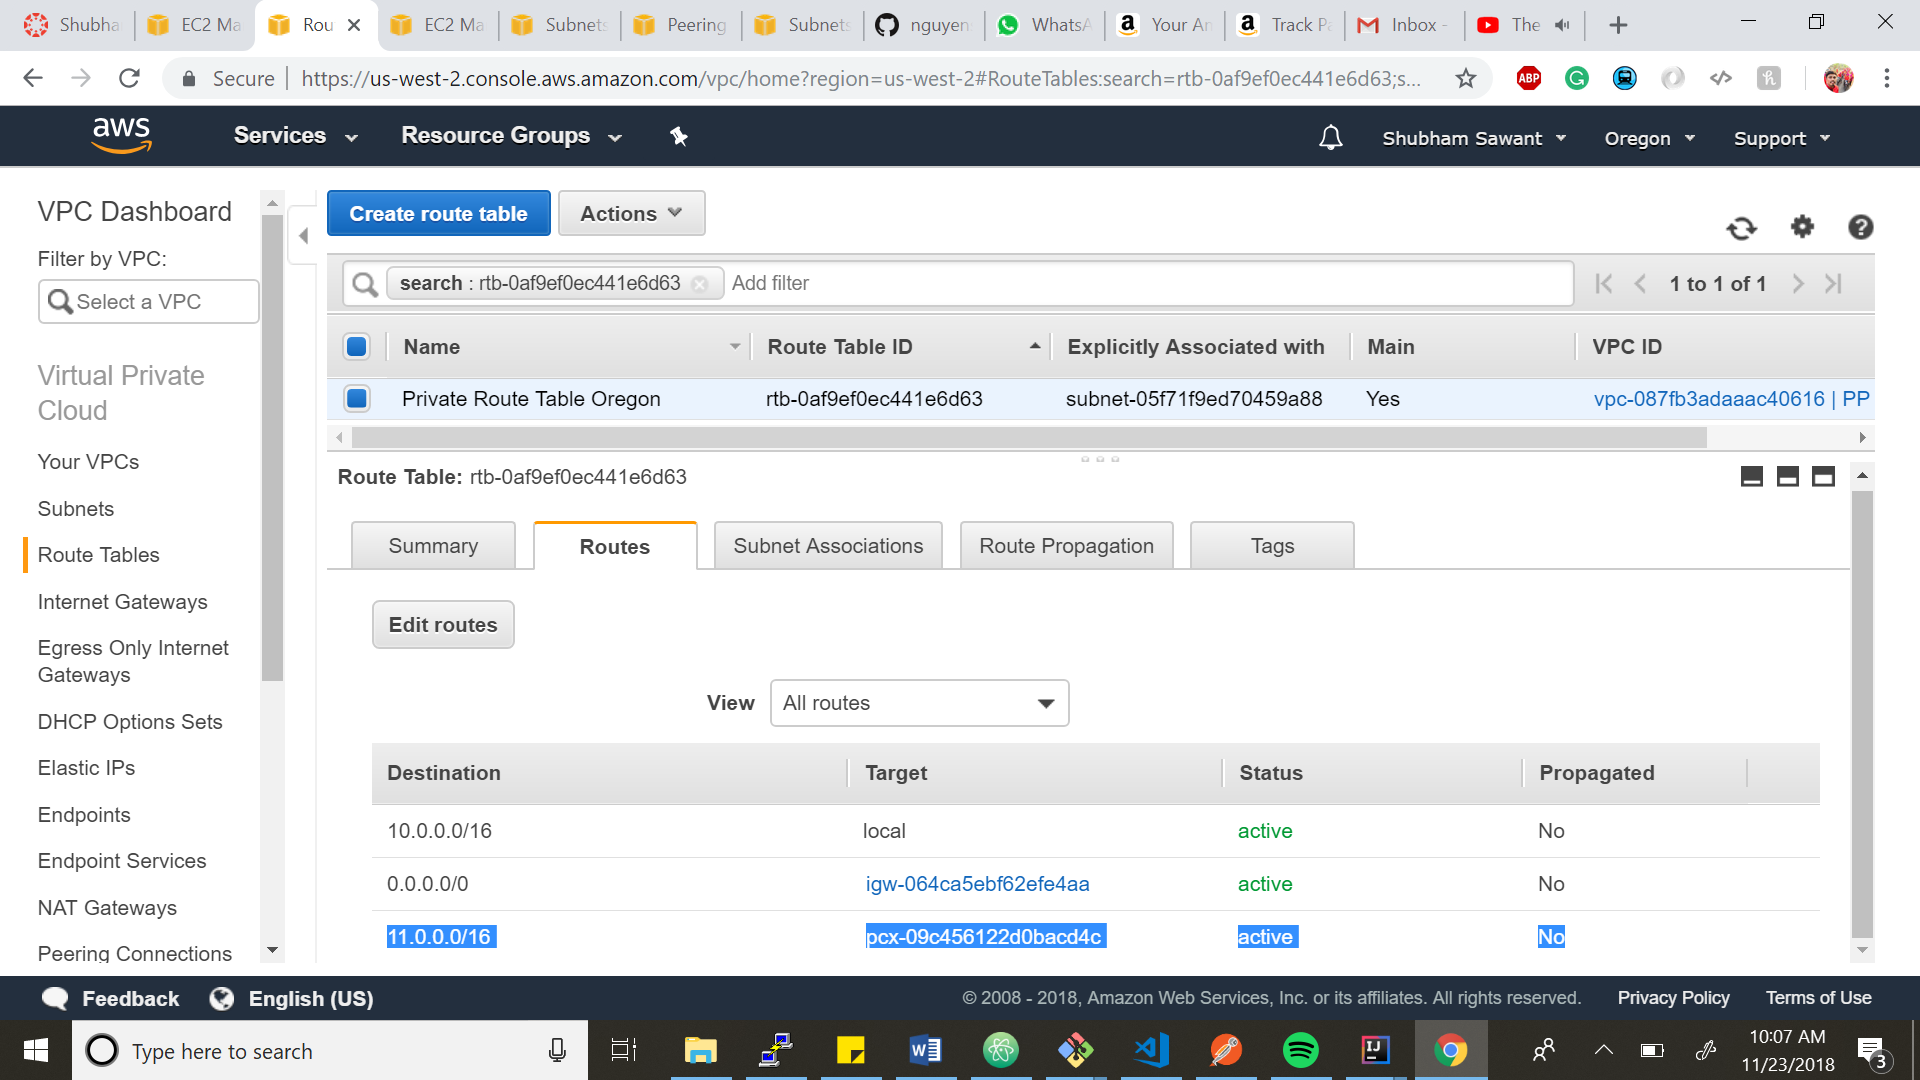 Shubha
EC2 Ma
Rou
EC2 Ma
Subnets
Peering
Subnets
nguyen
WhatsA
Your Am
Track Pa
Inbox -
The
Secure
https://us-west-2.console.aws.amazon.com/vpc/home?region=us-west-2#RouteTables:search=rtb-0af9ef0ec441e6d63;s...
ABP
aws
Services
Resource Groups
Shubham Sawant
Oregon
Support
VPC Dashboard
Filter by VPC:
Select a VPC
Virtual Private
Cloud
Your VPCs
Subnets
Route Tables
Internet Gateways
Egress Only Internet
Gateways
DHCP Options Sets
Elastic IPs
Endpoints
Endpoint Services
NAT Gateways
Peering Connections
Create route table
Actions
search : rtb-0af9ef0ec441e6d63
Add filter
1 to 1 of 1
Name Route Table ID Explicitly Associated with Main VPC ID
Private Route Table Oregon rtb-0af9ef0ec441e6d63 subnet-05f71f9ed70459a88 Yes vpc-087fb3adaaac40616 | PP
Route Table: rtb-0af9ef0ec441e6d63
Summary Routes Subnet Associations Route Propagation Tags
Edit routes
View All routes
Destination Target Status Propagated
10.0.0.0/16 local active No
0.0.0.0/0 igw-064ca5ebf62efe4aa active No
11.0.0.0/16 pcx-09c456122d0bacd4c active No
Feedback English (US)
© 2008 - 2018, Amazon Web Services, Inc. or its affiliates. All rights reserved. Privacy Policy Terms of Use
Type here to search
10:07 AM
11/23/2018
3